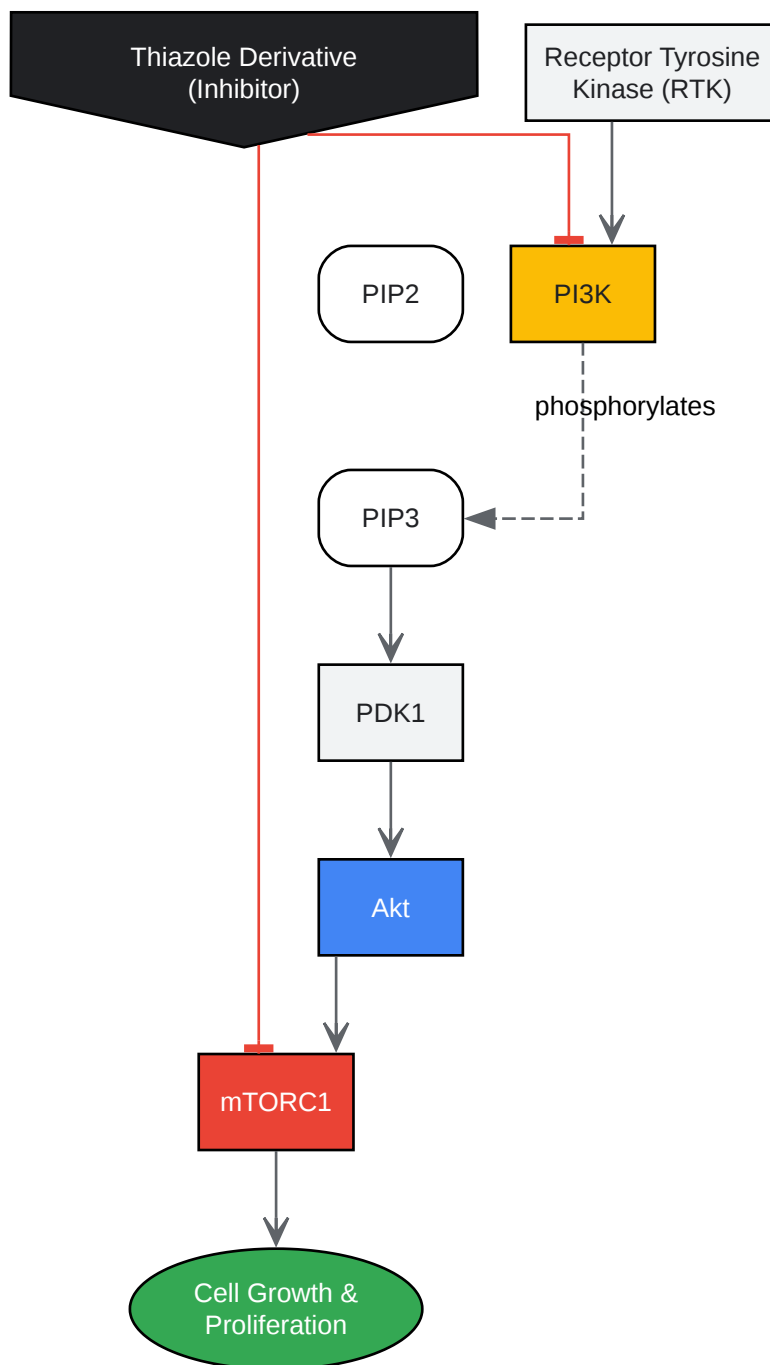 Thiazole Derivative
(Inhibitor)
Receptor Tyrosine
Kinase (RTK)
PIP2
PI3K
phosphorylates
PIP3
PDK1
Akt
mTORC1
Cell Growth &
Proliferation